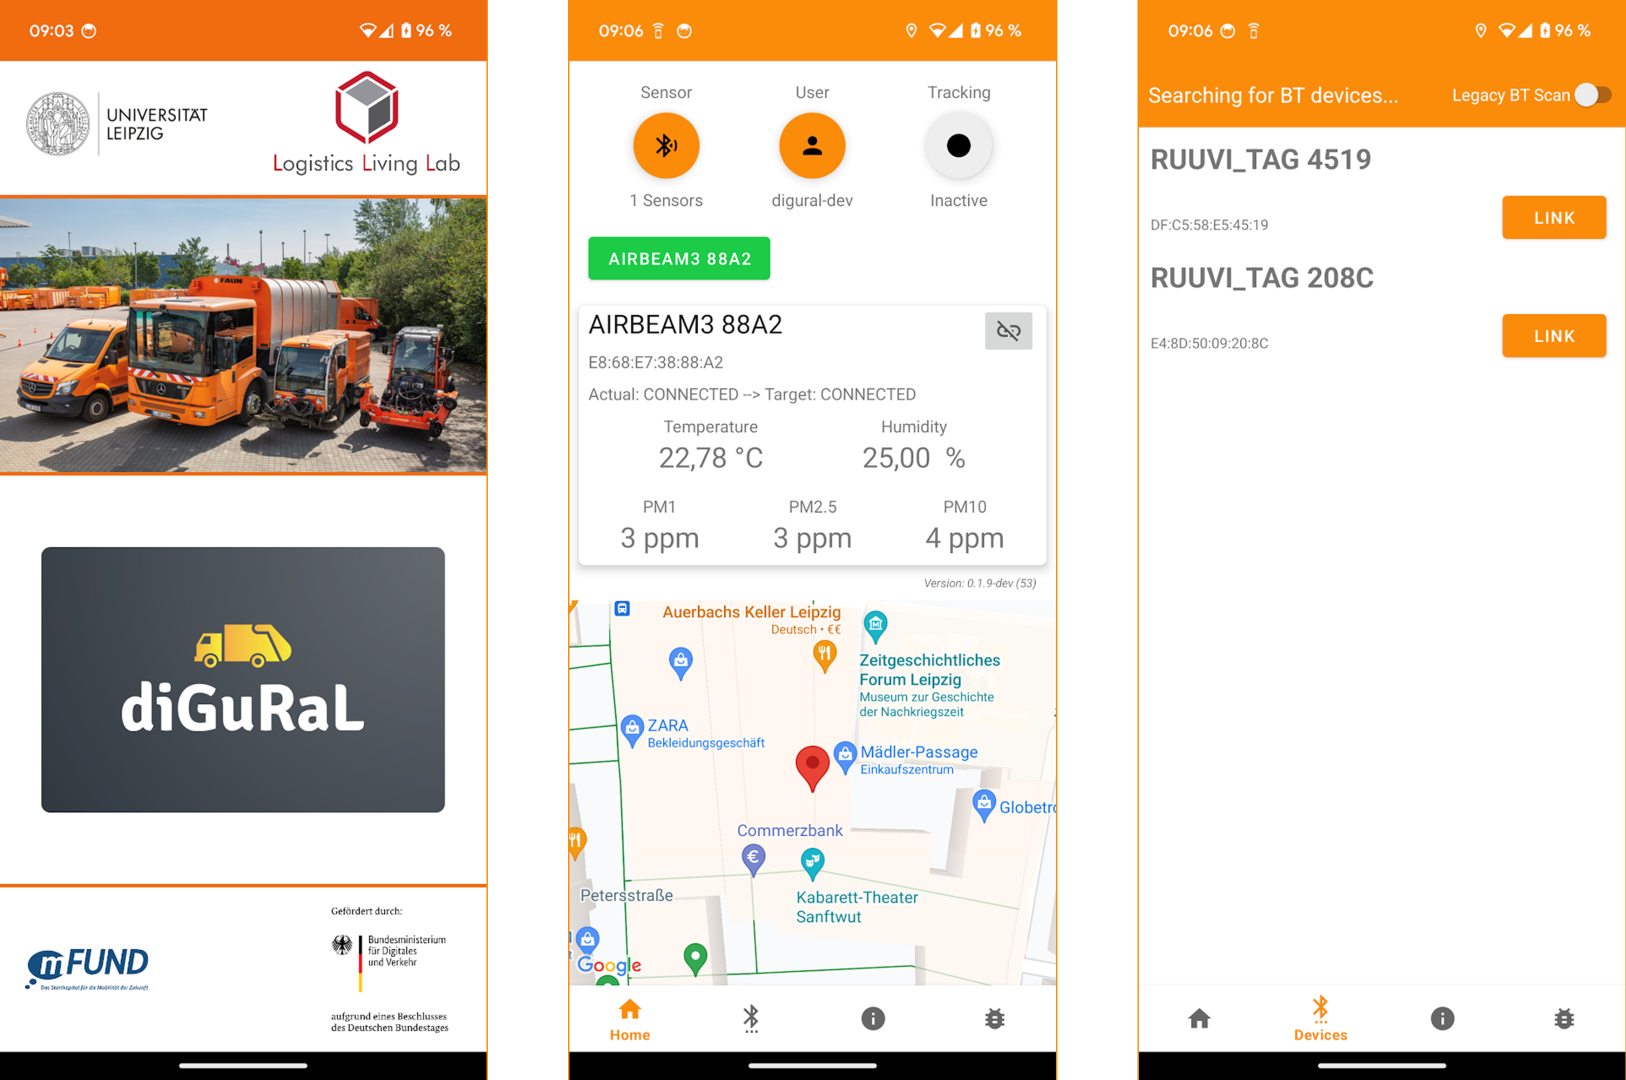 09:03
96 %
UNIVERSITÄT
LEIPZIG
Logistics Living Lab
FAUN
diGuRaL
Gefördert durch:
mFUND
Das Startkapital für die Mobilität der Zukunft
Bundesministerium
für Digitales
und Verkehr
aufgrund eines Beschlusses
des Deutschen Bundestages
09:06
96 %
Sensor
User
Tracking
1 Sensors
digural-dev
Inactive
AIRBEAM3 88A2
AIRBEAM3 88A2
E8:68:E7:38:88:A2
Actual: CONNECTED --> Target: CONNECTED
Temperature
Humidity
22,78 °C
25,00 %
PM1
PM2.5
PM10
3 ppm
3 ppm
4 ppm
Version: 0.1.9-dev (53)
Auerbachs Keller Leipzig
Deutsch • €€
Zeitgeschichtliches
Forum Leipzig
Museum zur Geschichte
der Nachkriegszeit
ZARA
Bekleidungsgeschäft
Mädler-Passage
Einkaufszentrum
Globetro
Commerzbank
€
Petersstraße
Kabarett-Theater
Sanftwut
Google
Home
09:06
96 %
Searching for BT devices...
Legacy BT Scan
RUUVI_TAG 4519
DF:C5:58:E5:45:19
LINK
RUUVI_TAG 208C
E4:8D:50:09:20:8C
LINK
Devices